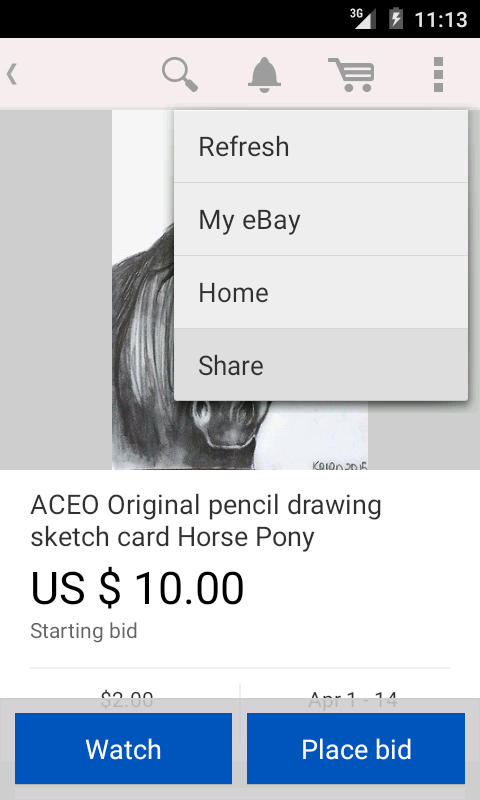 3G
11:13
Refresh
My eBay
Home
Share
Karen 2015
ACEO Original pencil drawing
sketch card Horse Pony
US $ 10.00
Starting bid
$2.00
Apr 1 - 14
Watch
Place bid